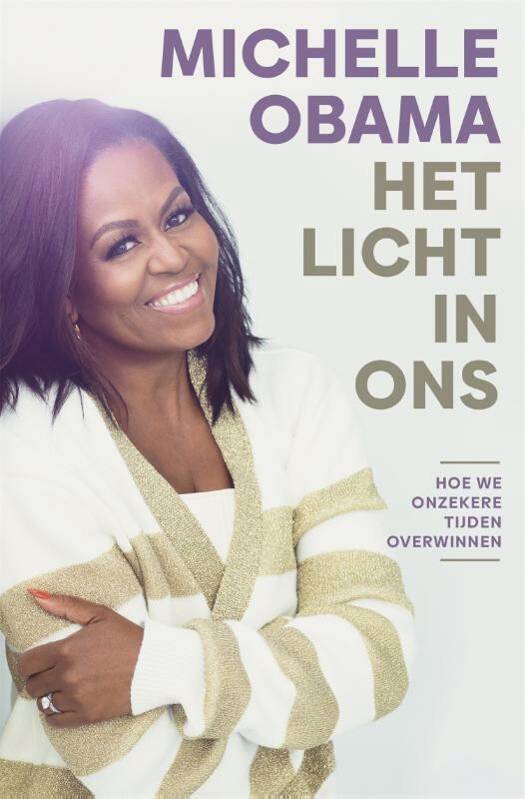 MICHELLE
OBAMA
HET
LICHT
IN
ONS
HOE WE
ONZEKERE
TIJDEN
OVERWINNEN